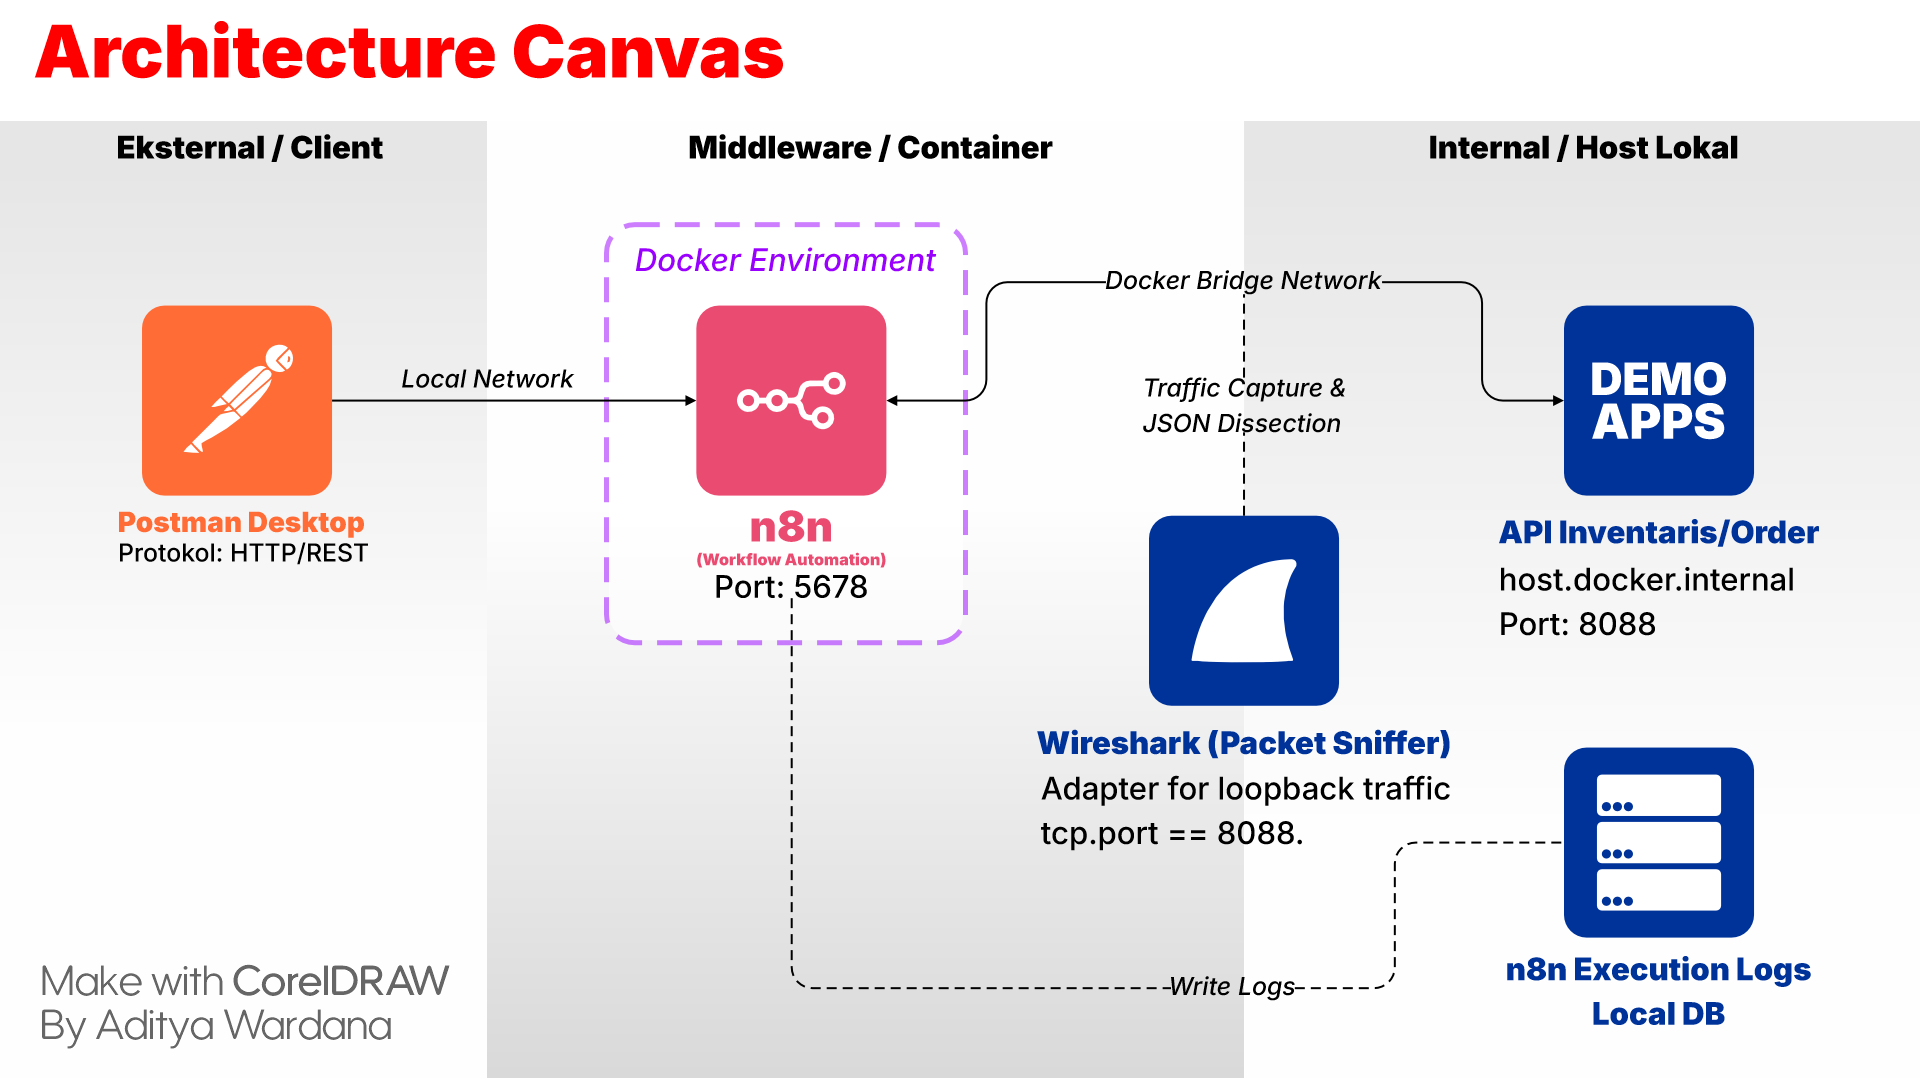 Architecture Canvas
Eksternal / Client
Middleware / Container
Internal / Host Lokal
Docker Environment
Docker Bridge Network
Local Network
Traffic Capture &
JSON Dissection
DEMO
APPS
Postman Desktop
Protokol: HTTP/REST
n8n
(Workflow Automation)
Port: 5678
API Inventaris/Order
host.docker.internal
Port: 8088
Wireshark (Packet Sniffer)
Adapter for loopback traffic
tcp.port == 8088.
Write Logs
n8n Execution Logs
Local DB
Make with CorelDRAW
By Aditya Wardana